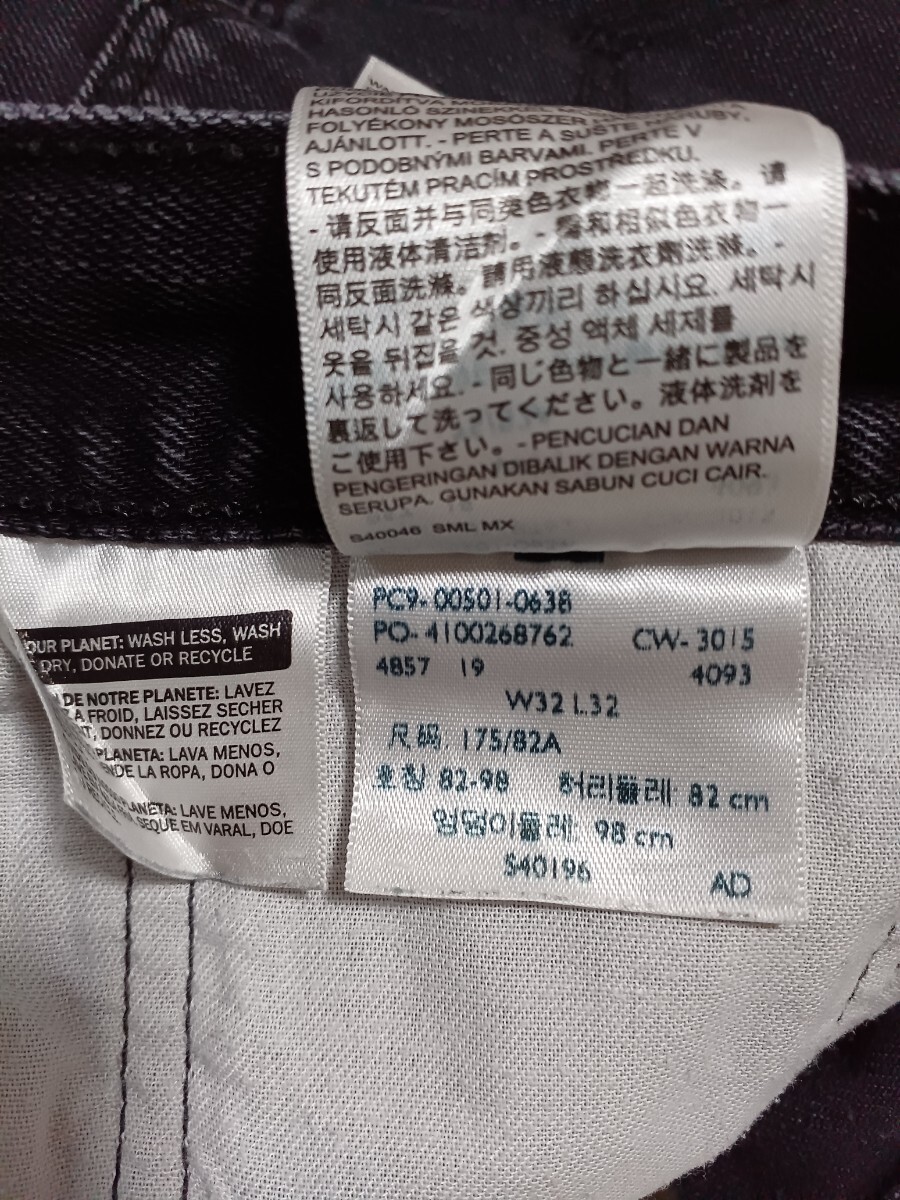 KIFORDÍTVA
HASONLÓ SZÍNEKKEL
FOLYÉKONY MOSÓSZER
AJÁNLOTT. - PERTE A SUŠTE
S PODOBNÝMI BARVAMI. PERTE V
TEKUTÉM PRACÍM PROSTŘEDKU.
- 请反面并与同类色衣物一起洗涤。请
使用液体清洁剂。- 和相似色衣物一
同反面洗滌。請用液態洗衣劑洗滌。-
세탁시 같은 색상끼리 하십시요. 세탁시
옷을 뒤집을 것. 중성 액체 세제를
사용하세요. - 同じ色物と一緒に製品を
裏返して洗ってください。液体洗剤を
ご使用下さい。- PENCUCIAN DAN
PENGERINGAN DIBALIK DENGAN WARNA
SERUPA. GUNAKAN SABUN CUCI CAIR.
S40046 SML MX
OUR PLANET: WASH LESS, WASH
DRY, DONATE OR RECYCLE
DE NOTRE PLANETE: LAVEZ
À FROID, LAISSEZ SECHER
DONNEZ OU RECYCLEZ
PLANETA: LAVA MENOS,
DE LA ROPA, DONA O
PLANETA: LAVE MENOS,
SEQUE EM VARAL, DOE
PC9-00501-0638
PO-4100268762 CW-3015
4857 19 4093
W32 L32
尺码 175/82A
호칭 82-98 허리둘레 82 cm
엉덩이둘레 98 cm
S40196 AD